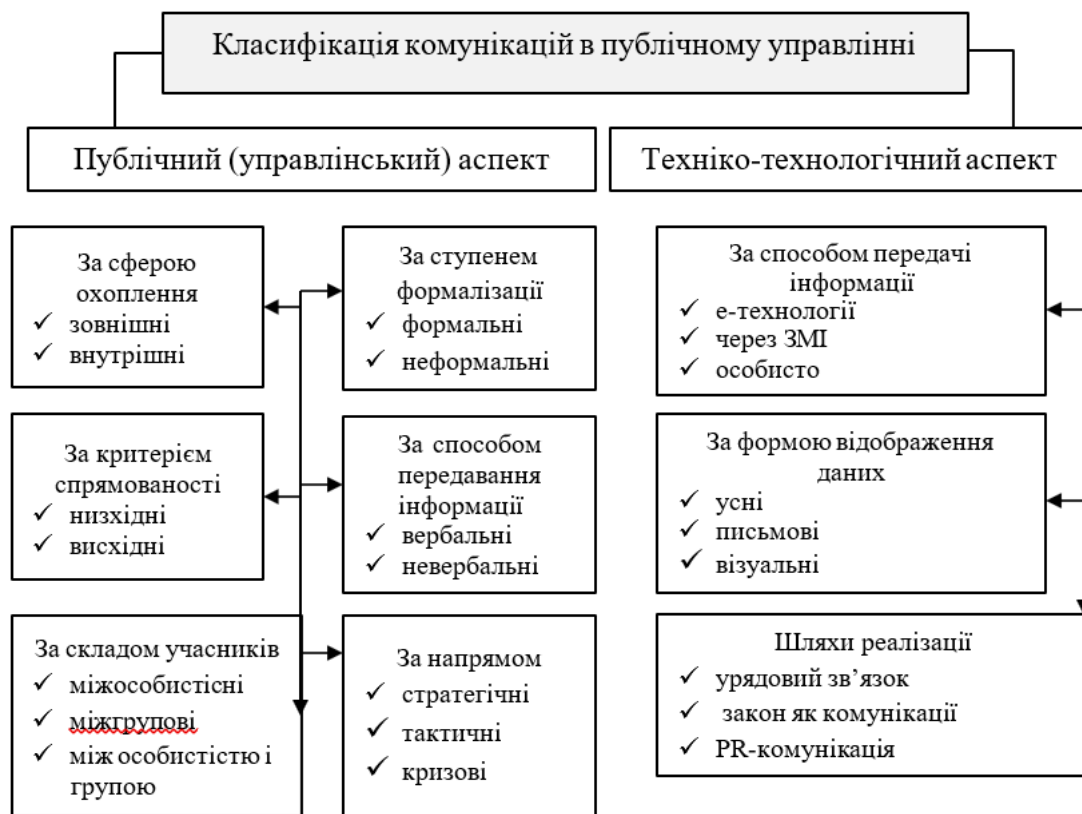 Класифікація комунікацій в публічному управлінні
Публічний (управлінський) аспект
Техніко-технологічний аспект
За сферою
охоплення
✓ зовнішні
✓ внутрішні
За ступенем
формалізації
✓ формальні
✓ неформальні
За способом передачі
інформації
✓ е-технології
✓ через ЗМІ
✓ особисто
За критерієм
спрямованості
✓ низхідні
✓ висхідні
За способом
передавання
інформації
✓ вербальні
✓ невербальні
За формою відображення
даних
✓ усні
✓ письмові
✓ візуальні
За складом учасників
✓ міжособистісні
✓ міжгрупові
✓ між особистістю і
групою
За напрямом
✓ стратегічні
✓ тактичні
✓ кризові
Шляхи реалізації
✓ урядовий зв’язок
✓ закон як комунікації
✓ PR-комунікація